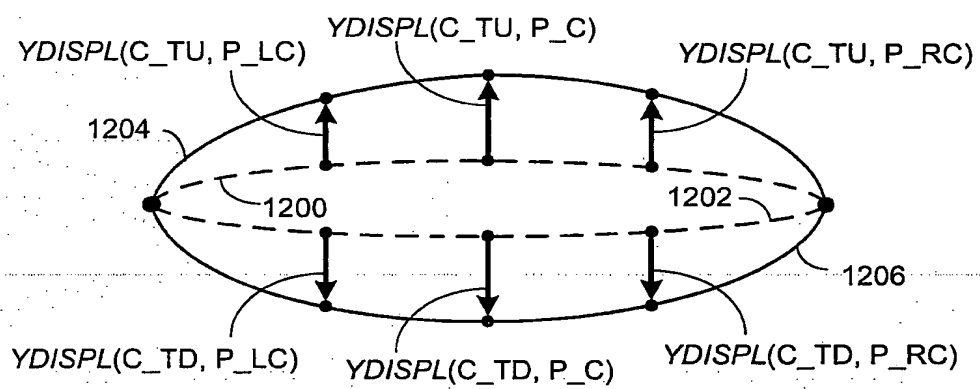 YDISPL(C_TU, P_C)
YDISPL(C_TU, P_LC)
YDISPL(C_TU, P_RC)
1204
1200
1202
1206
YDISPL(C_TD, P_LC)
YDISPL(C_TD, P_C)
YDISPL(C_TD, P_RC)